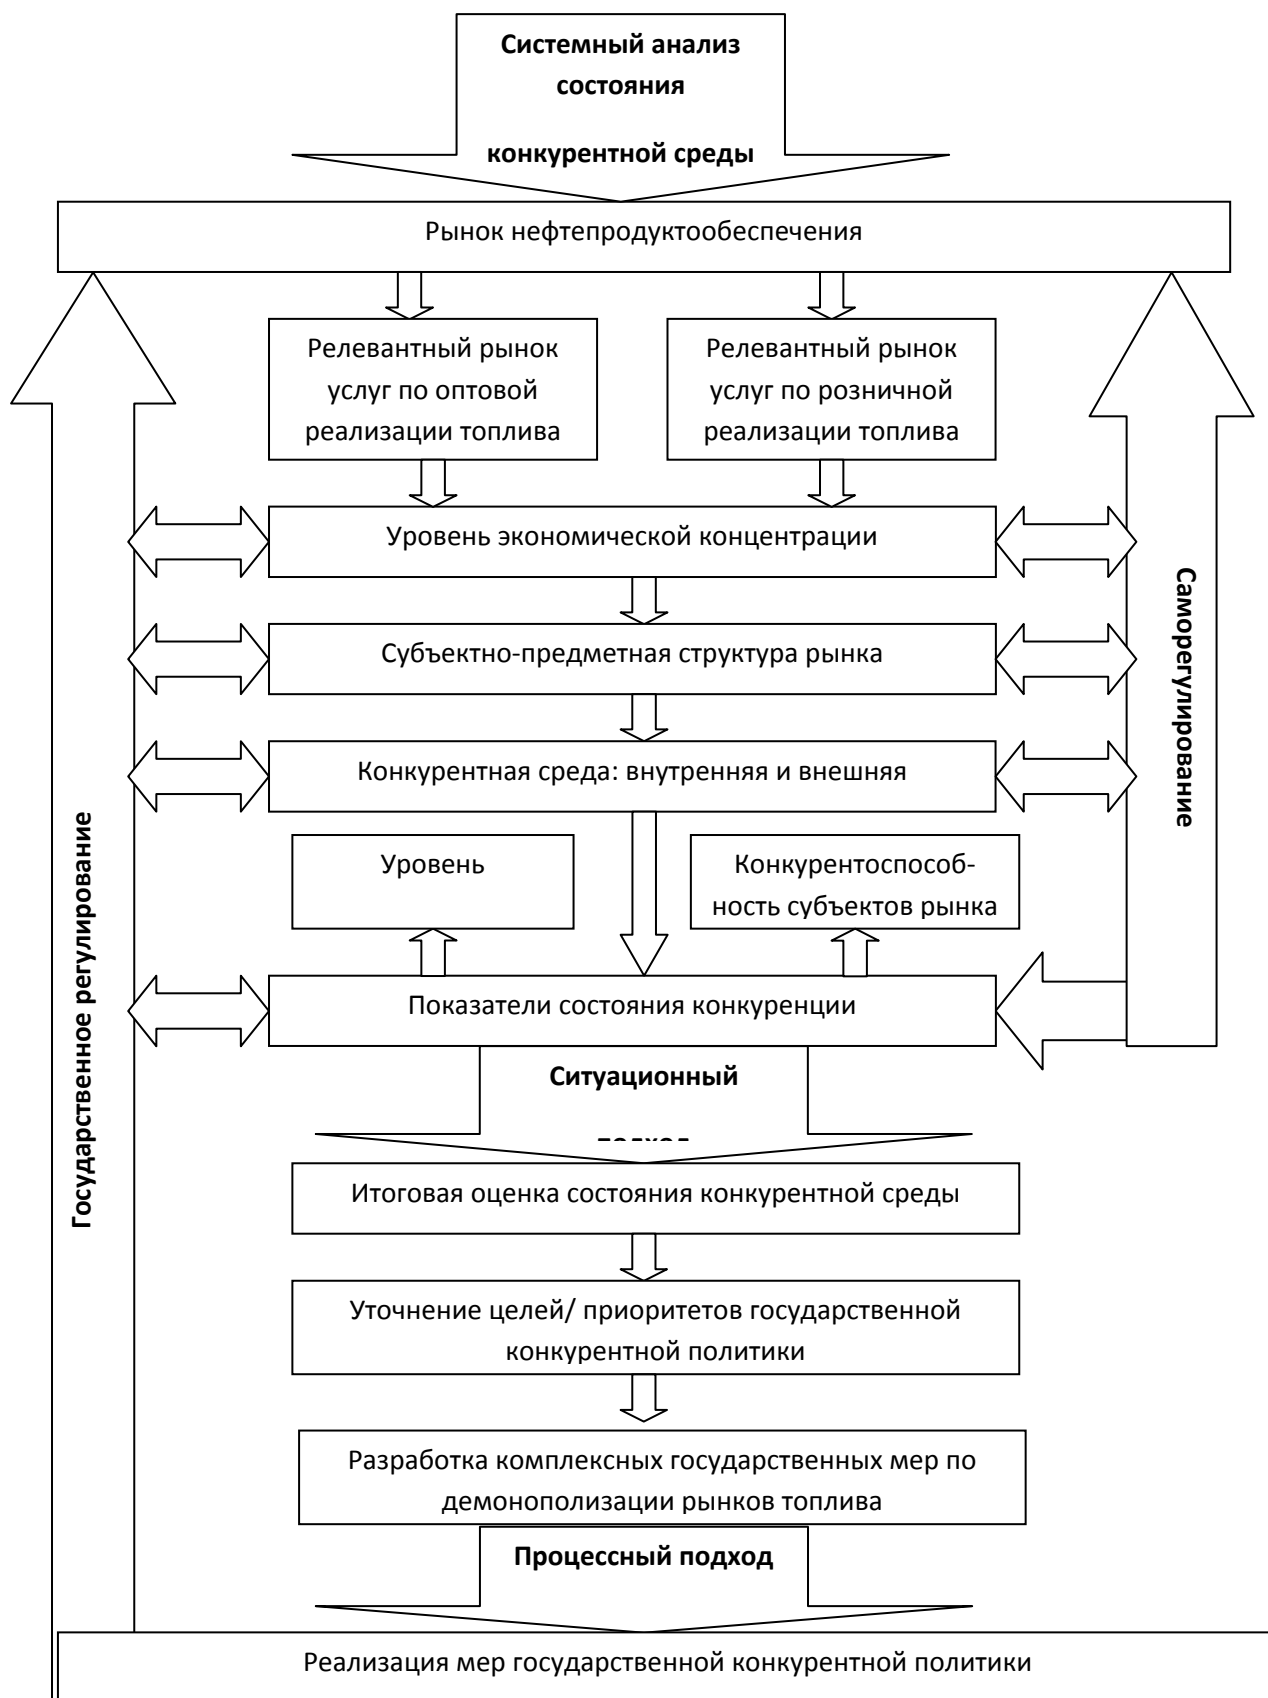 Системный анализ
состояния
конкурентной среды
Рынок нефтепродуктообеспечения
Релевантный рынок
услуг по оптовой
реализации топлива
Релевантный рынок
услуг по розничной
реализации топлива
Уровень экономической концентрации
Субъектно-предметная структура рынка
Конкурентная среда: внутренняя и внешняя
Уровень
Конкурентоспособ-
ность субъектов рынка
Показатели состояния конкуренции
Государственное регулирование
Саморегулирование
Ситуационный
подход
Итоговая оценка состояния конкурентной среды
Уточнение целей/ приоритетов государственной
конкурентной политики
Разработка комплексных государственных мер по
демонополизации рынков топлива
Процессный подход
Реализация мер государственной конкурентной политики